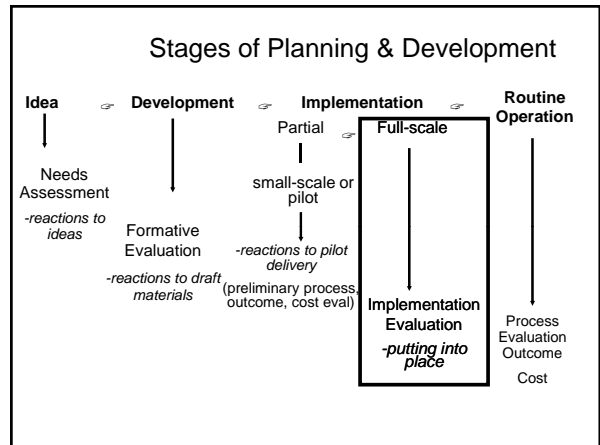 Stages of Planning & Development
Idea ☞ Development ☞ Implementation ☞ Routine
Operation
Partial ☞ Full-scale
Needs
Assessment
-reactions to
ideas
Formative
Evaluation
-reactions to draft
materials
small-scale or
pilot
-reactions to pilot
delivery
(preliminary process,
outcome, cost eval)
Implementation
Evaluation
-putting into
place
Process
Evaluation
Outcome
Cost